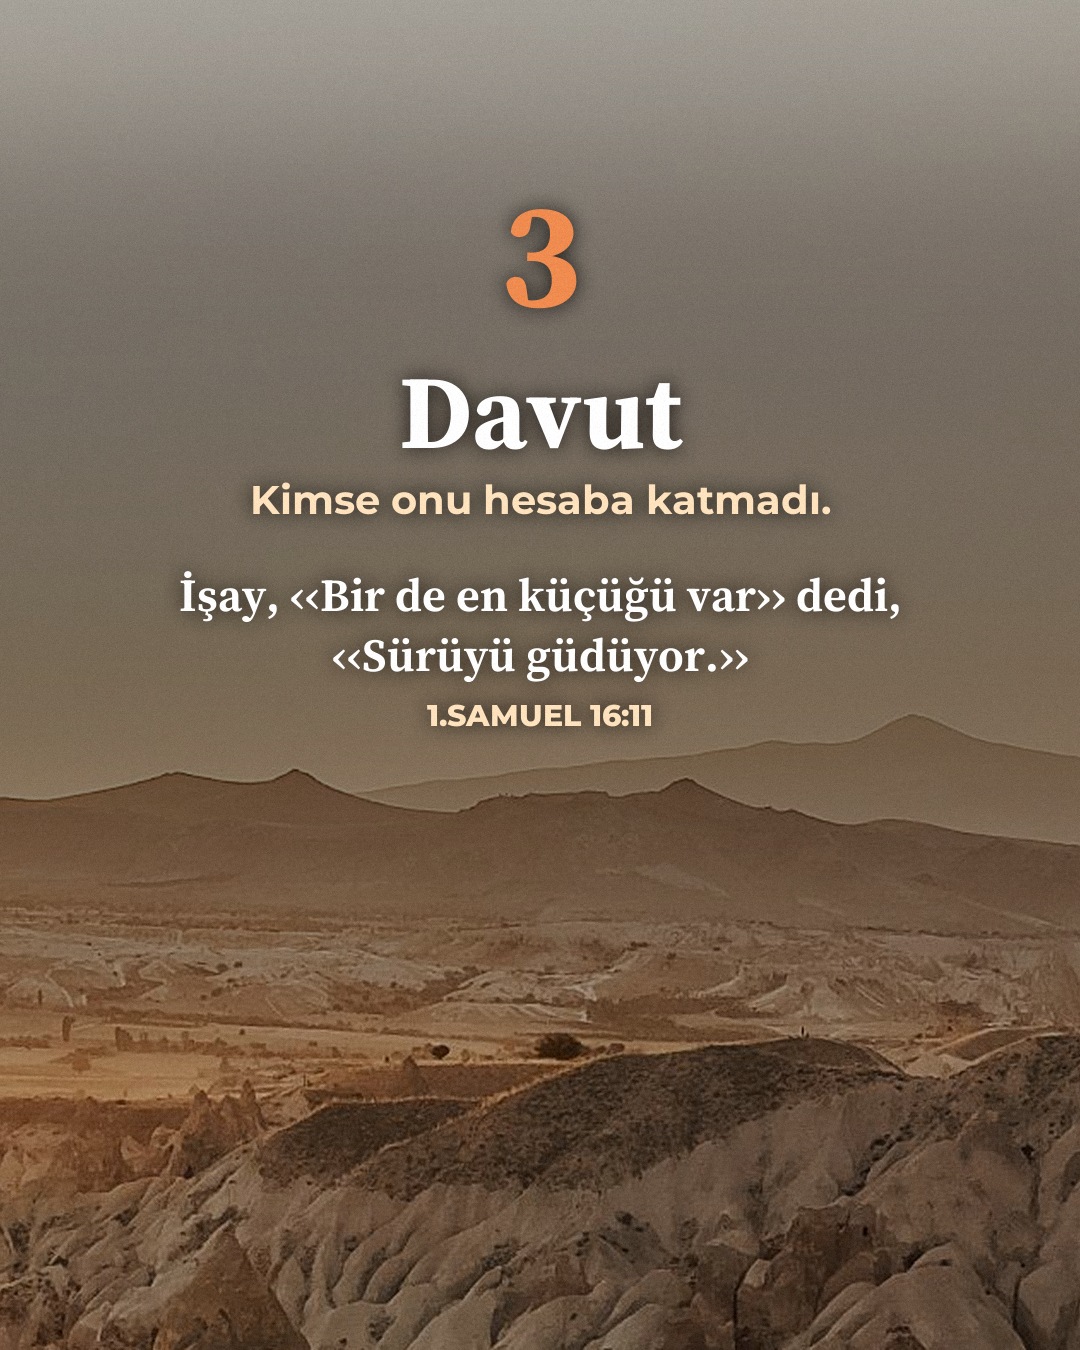 3
Davut
Kimse onu hesaba katmadı.
İşay, ‹‹Bir de en küçüğü var›› dedi,
‹‹Sürüyü güdüyor.››
1.SAMUEL 16:11